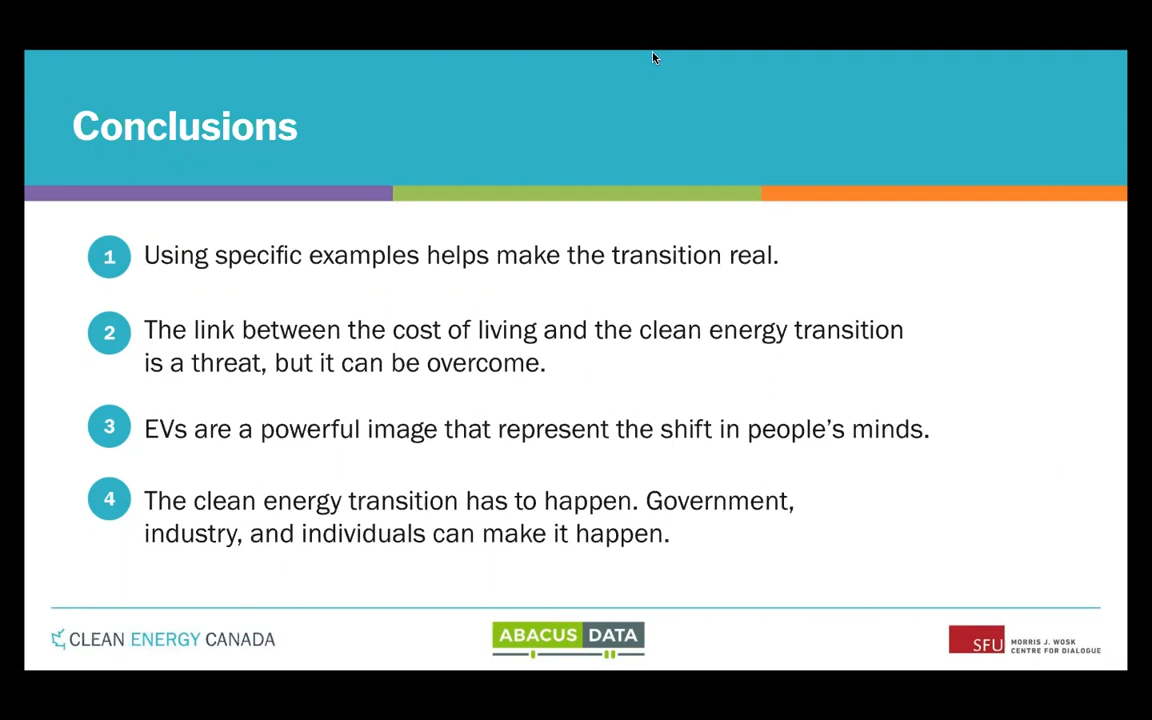 Conclusions
1 Using specific examples helps make the transition real.
2 The link between the cost of living and the clean energy transition
is a threat, but it can be overcome.
3 EVs are a powerful image that represent the shift in people’s minds.
4 The clean energy transition has to happen. Government,
industry, and individuals can make it happen.
CLEAN ENERGY CANADA
ABACUS DATA
SFU MORRIS J. WOSK
CENTRE FOR DIALOGUE